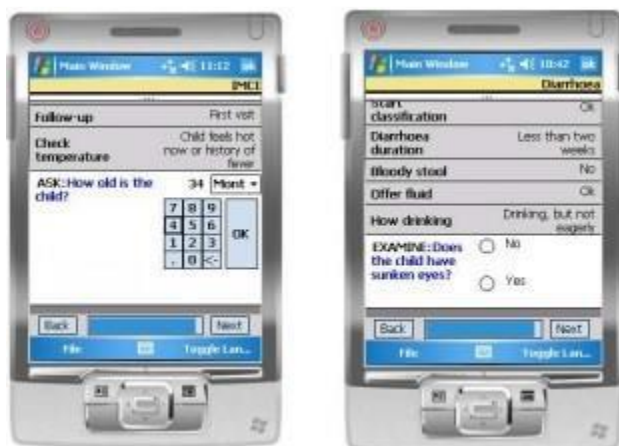 Main Window 11:12 ok
IMCI
Follow-up First visit
Check temperature Child feels hot now or history of fever
ASK:How old is the child? 34 Mont
7 8 9
4 5 6 OK
1 2 3
. 0 <-
Back Next
File Toggle Lan...
Main Window 10:42 ok
Diarrhoea
Start classification Ok
Diarrhoea duration Less than two weeks
Bloody stool No
Offer fluid Ok
How drinking Drinking, but not eagerly
EXAMINE:Does the child have sunken eyes? No
Yes
Back Next
File Toggle Lan...